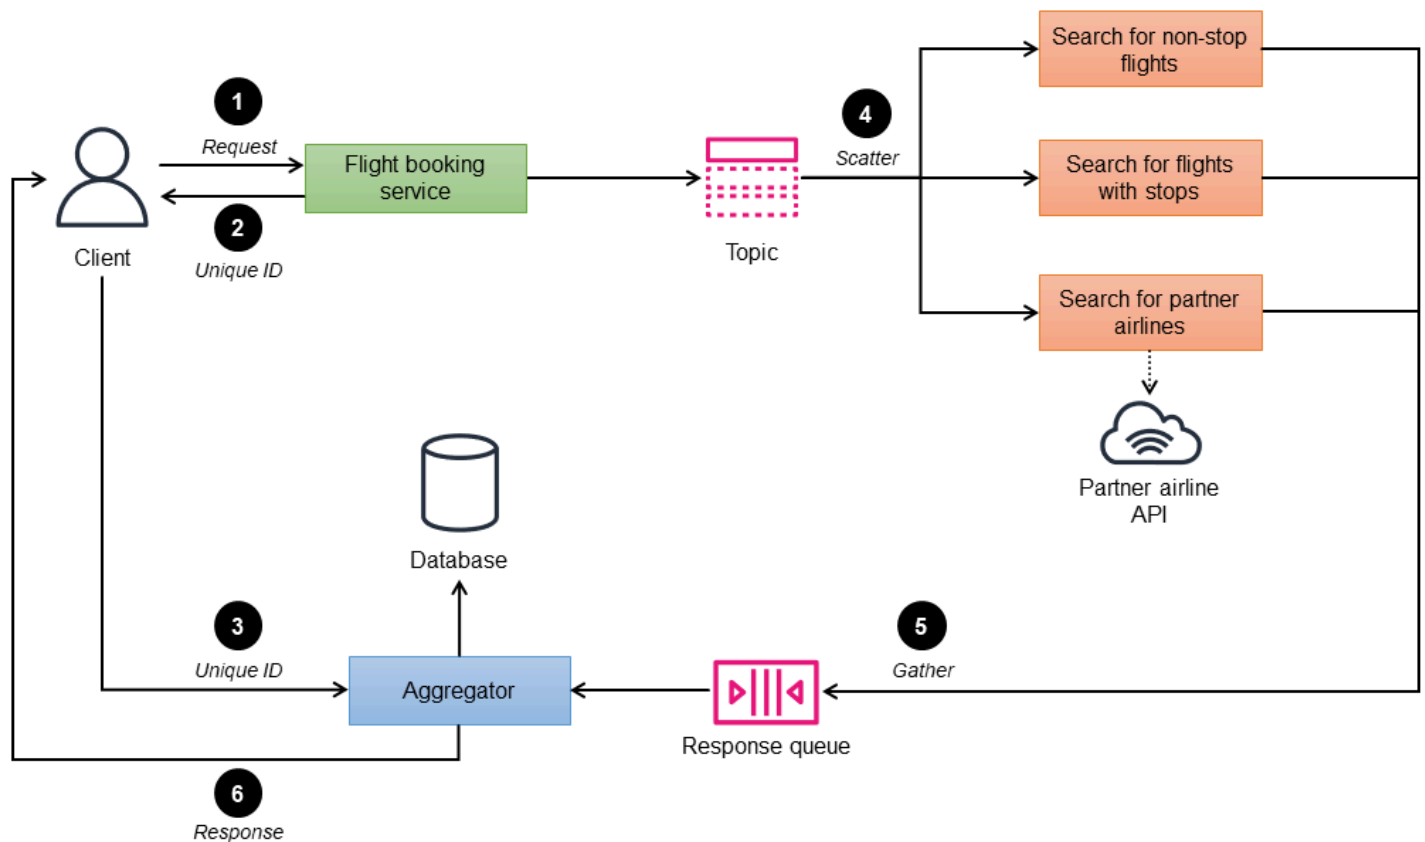 1
Request
Flight booking
service
2
Unique ID
Client
Topic
4
Scatter
Search for non-stop
flights
Search for flights
with stops
Search for partner
airlines
Partner airline
API
Database
3
Unique ID
Aggregator
5
Gather
Response queue
6
Response